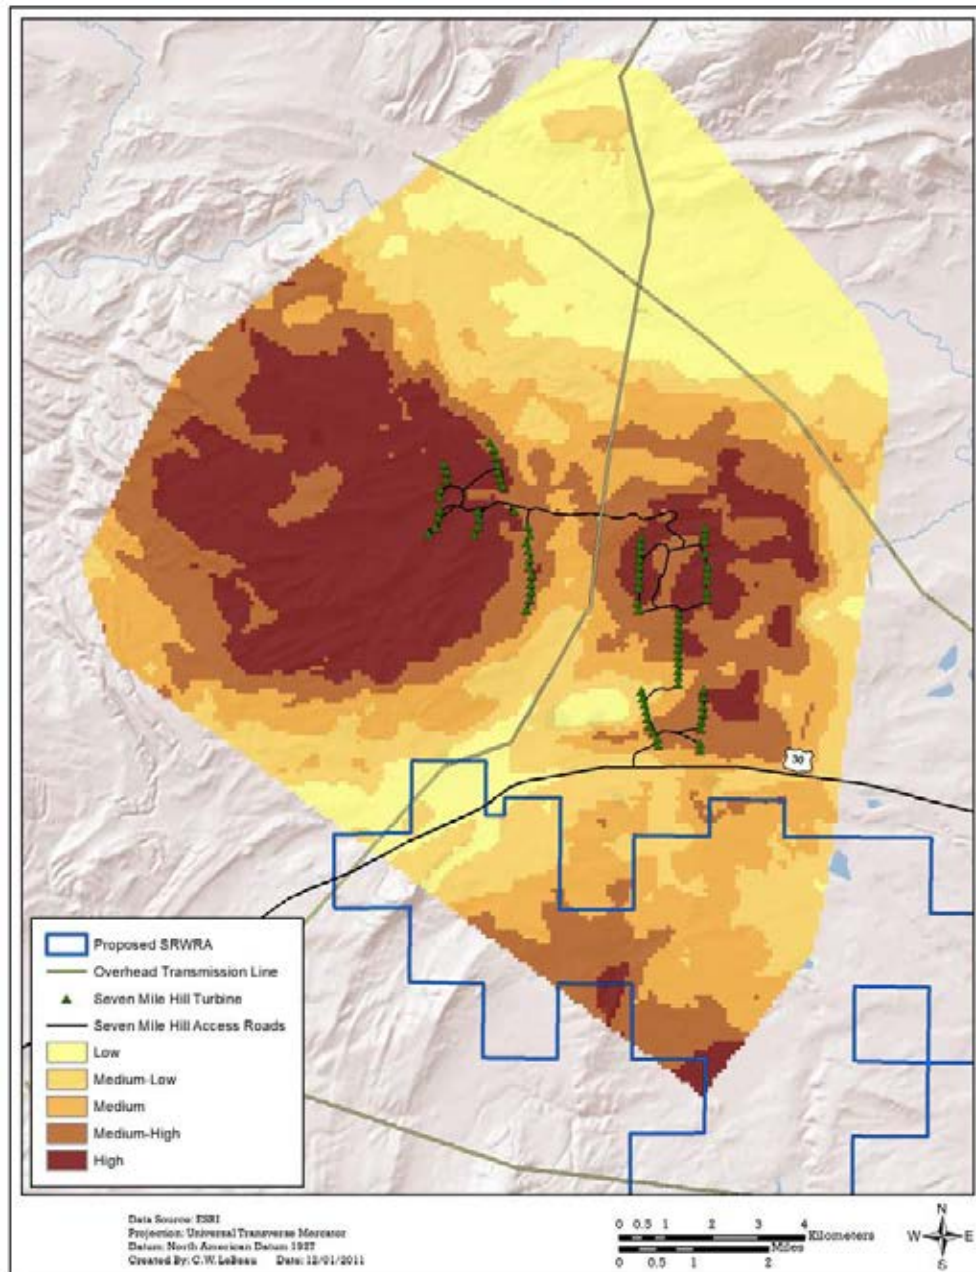 30
Proposed SRWRA
Overhead Transmission Line
Seven Mile Hill Turbine
Seven Mile Hill Access Roads
Low
Medium-Low
Medium
Medium-High
High
Data Source: ESRI
Projection: Universal Transverse Mercator
Datum: North American Datum 1927
Created By: C.W. LeBeau Date: 12/01/2011
0 0.5 1 2 3 4
Kilometers
Miles
0 0.5 1 2
N
W E
S